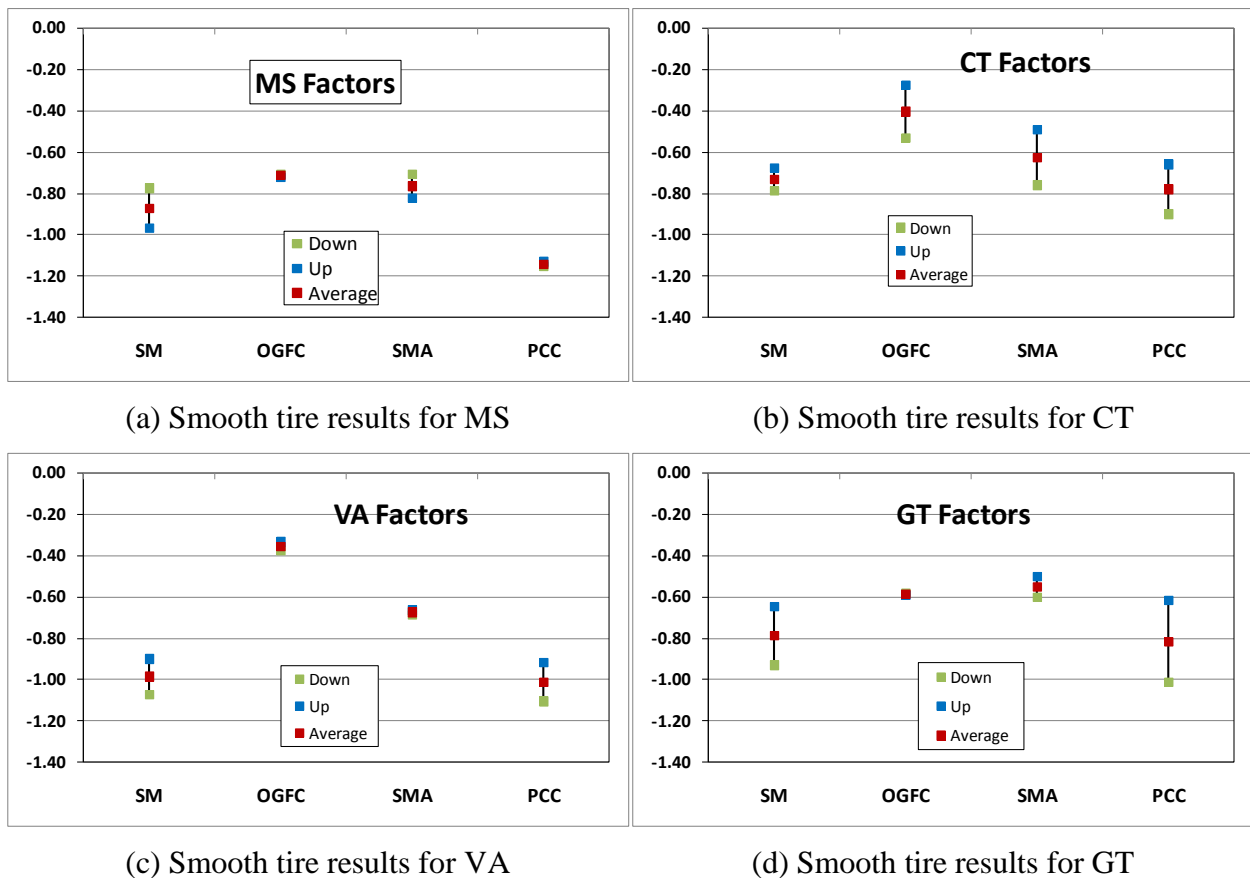 0.00
-0.20
-0.40
-0.60
-0.80
-1.00
-1.20
-1.40
MS Factors
Down
Up
Average
SM OGFC SMA PCC
(a) Smooth tire results for MS
0.00
-0.20
-0.40
-0.60
-0.80
-1.00
-1.20
-1.40
CT Factors
Down
Up
Average
SM OGFC SMA PCC
(b) Smooth tire results for CT
0.00
-0.20
-0.40
-0.60
-0.80
-1.00
-1.20
-1.40
VA Factors
Down
Up
Average
SM OGFC SMA PCC
(c) Smooth tire results for VA
0.00
-0.20
-0.40
-0.60
-0.80
-1.00
-1.20
-1.40
GT Factors
Down
Up
Average
SM OGFC SMA PCC
(d) Smooth tire results for GT